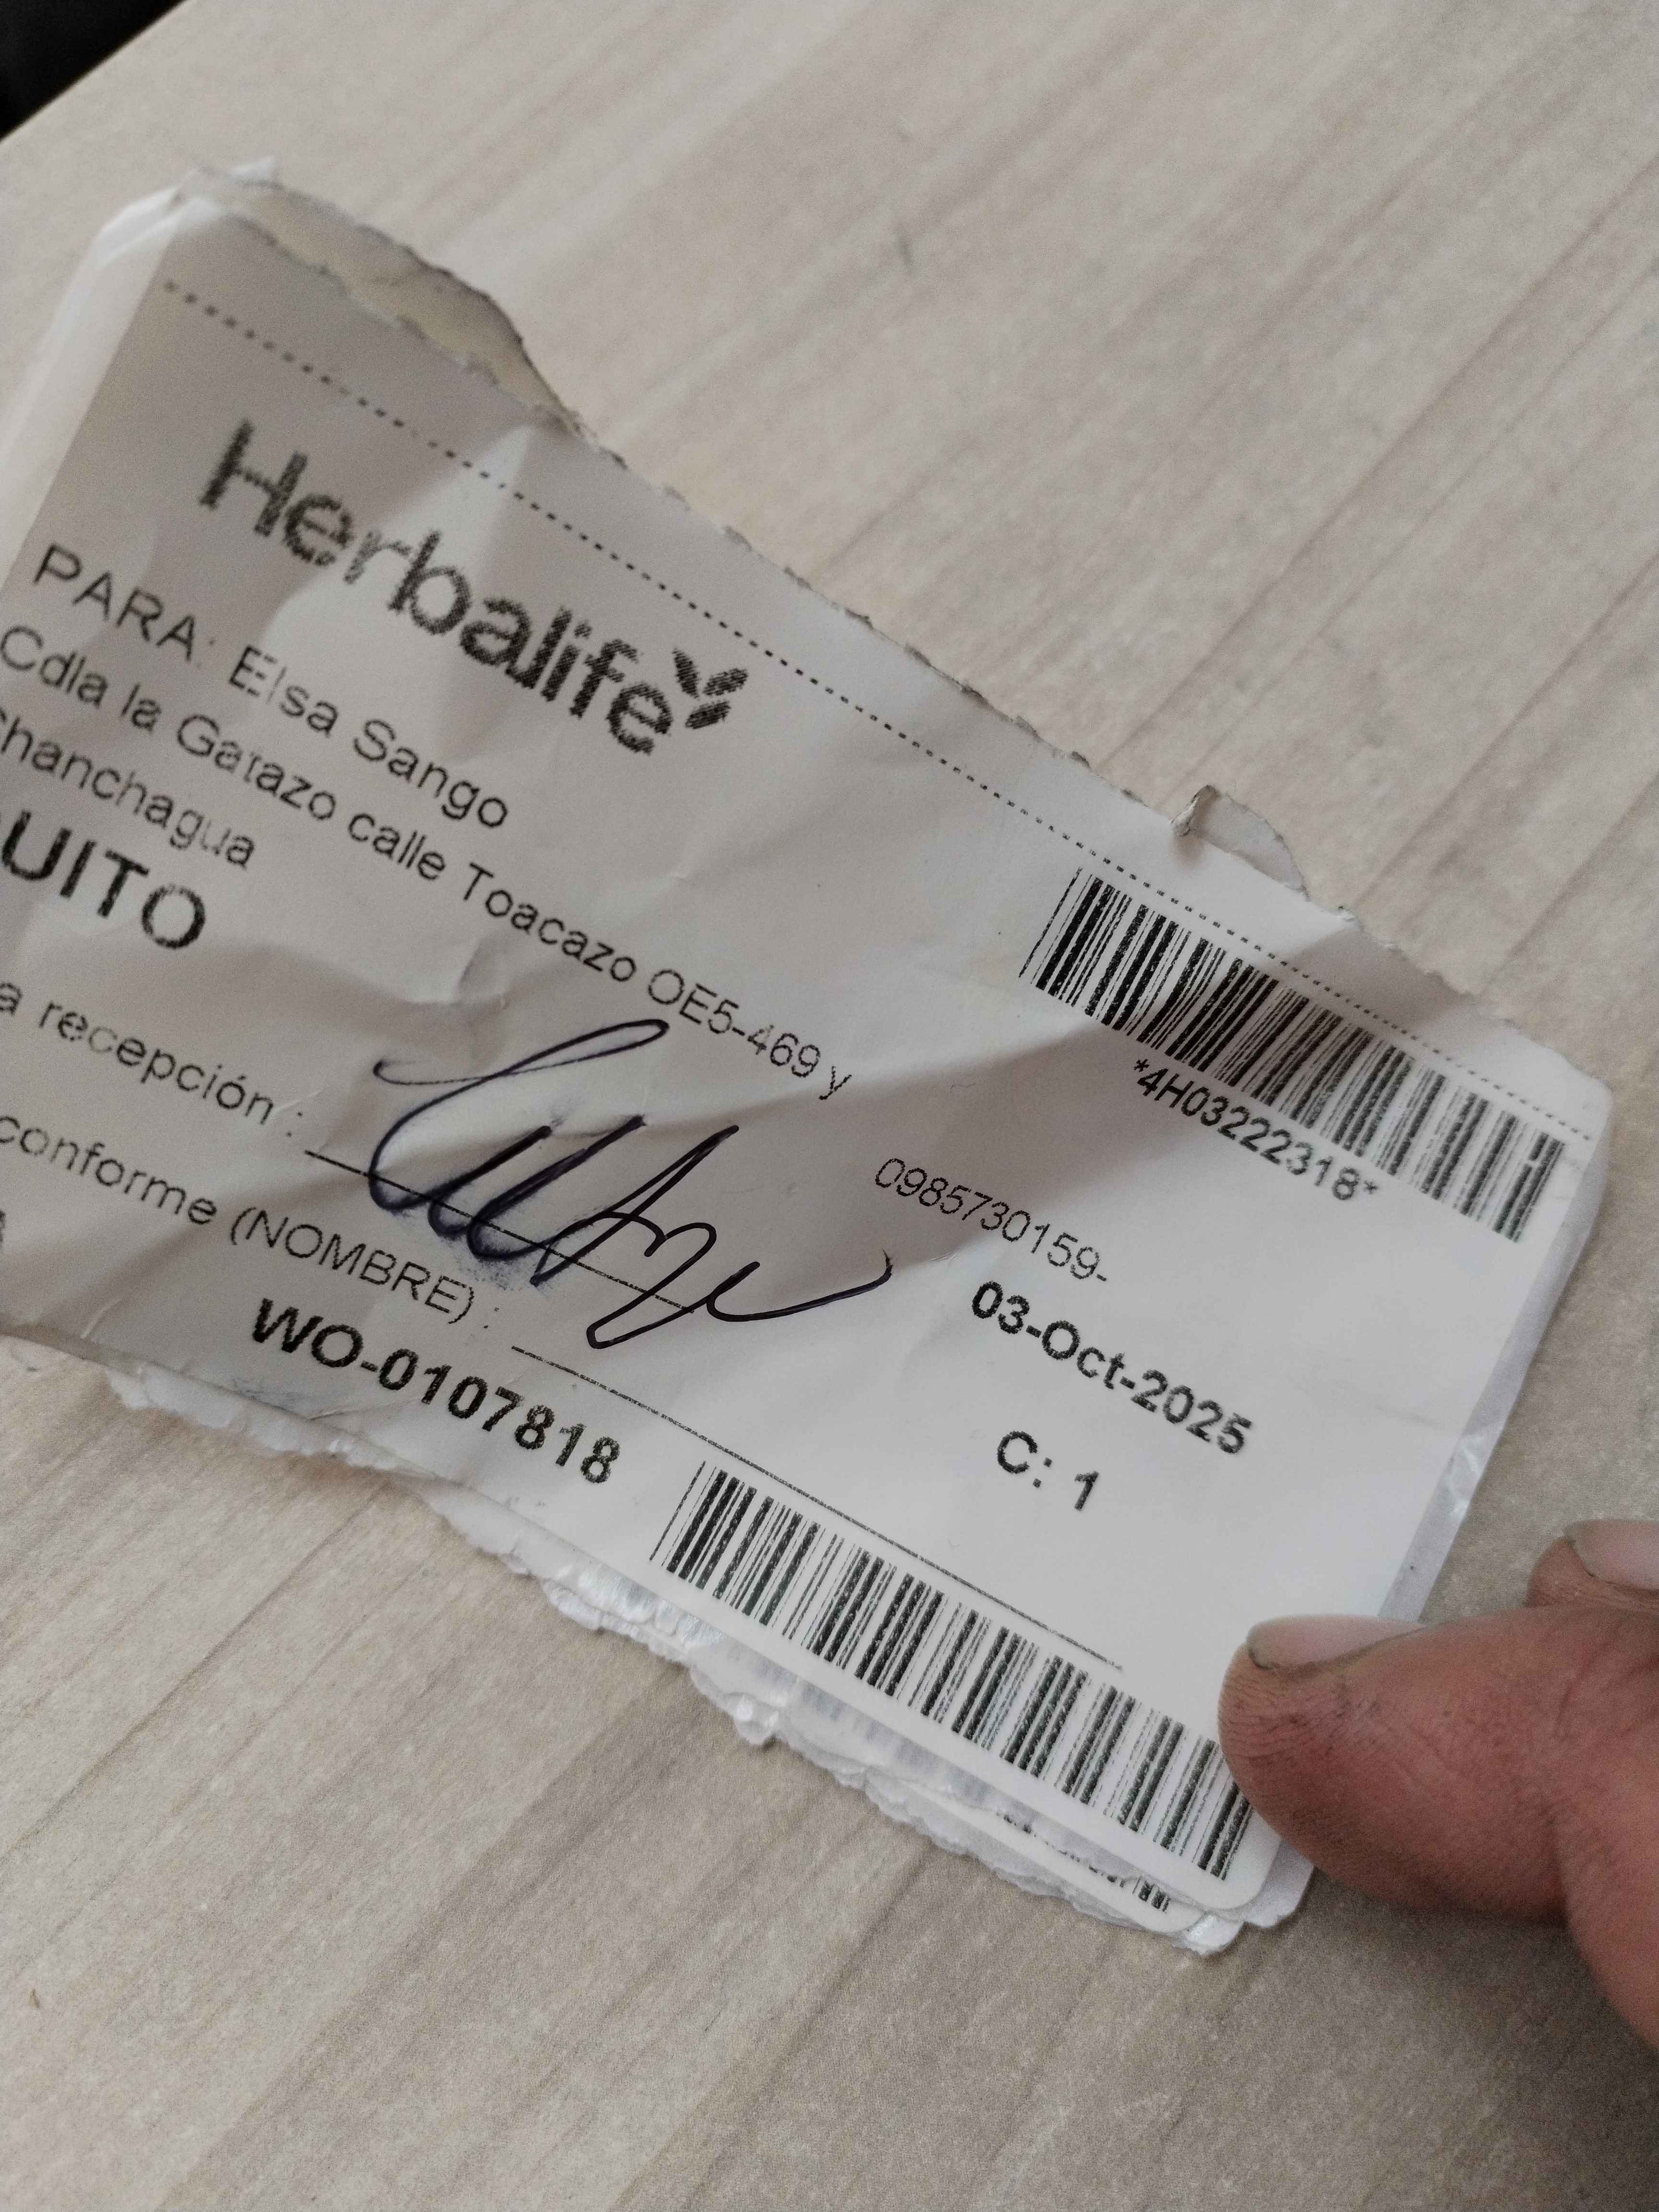 Herbalife
*4H03222318*
PARA: Elsa Sango
Cdla la Gatazo calle Toacazo OE5-469 y
hanchagua
0985730159-
UITO
03-Oct-2025
a recepción :
C: 1
conforme (NOMBRE) :
WO-0107818